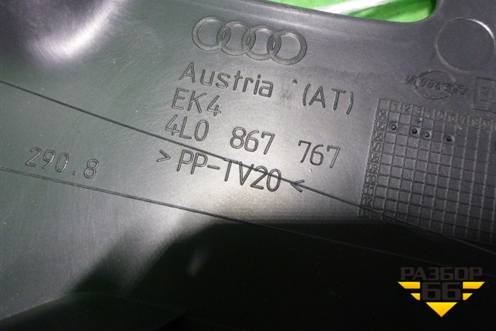 Austria (AT)
EK4
4L0 867 767
> PP-TV20 <
290.8
РАЗБОР
66